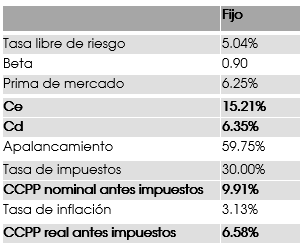 Fijo
Tasa libre de riesgo 5.04%
Beta 0.90
Prima de mercado 6.25%
Ce 15.21%
Cd 6.35%
Apalancamiento 59.75%
Tasa de impuestos 30.00%
CCPP nominal antes impuestos 9.91%
Tasa de inflación 3.13%
CCPP real antes impuestos 6.58%